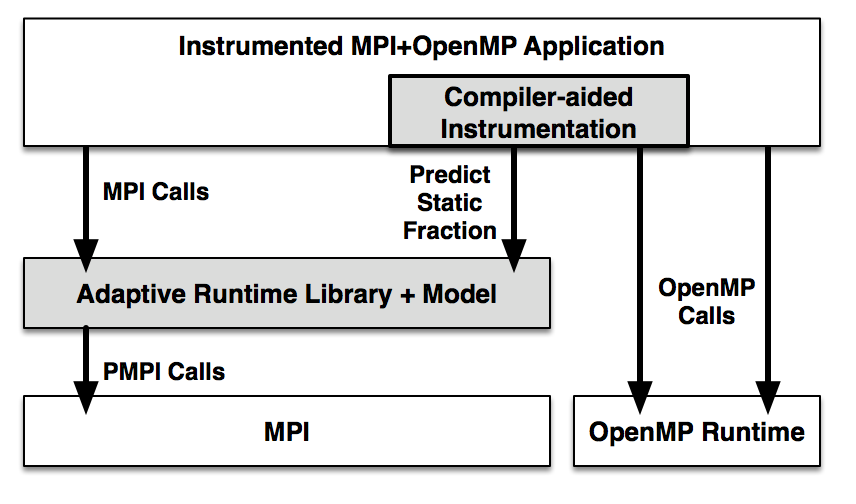 Instrumented MPI+OpenMP Application
Compiler-aided
Instrumentation
MPI Calls
Predict
Static
Fraction
OpenMP
Calls
Adaptive Runtime Library + Model
PMPI Calls
MPI
OpenMP Runtime